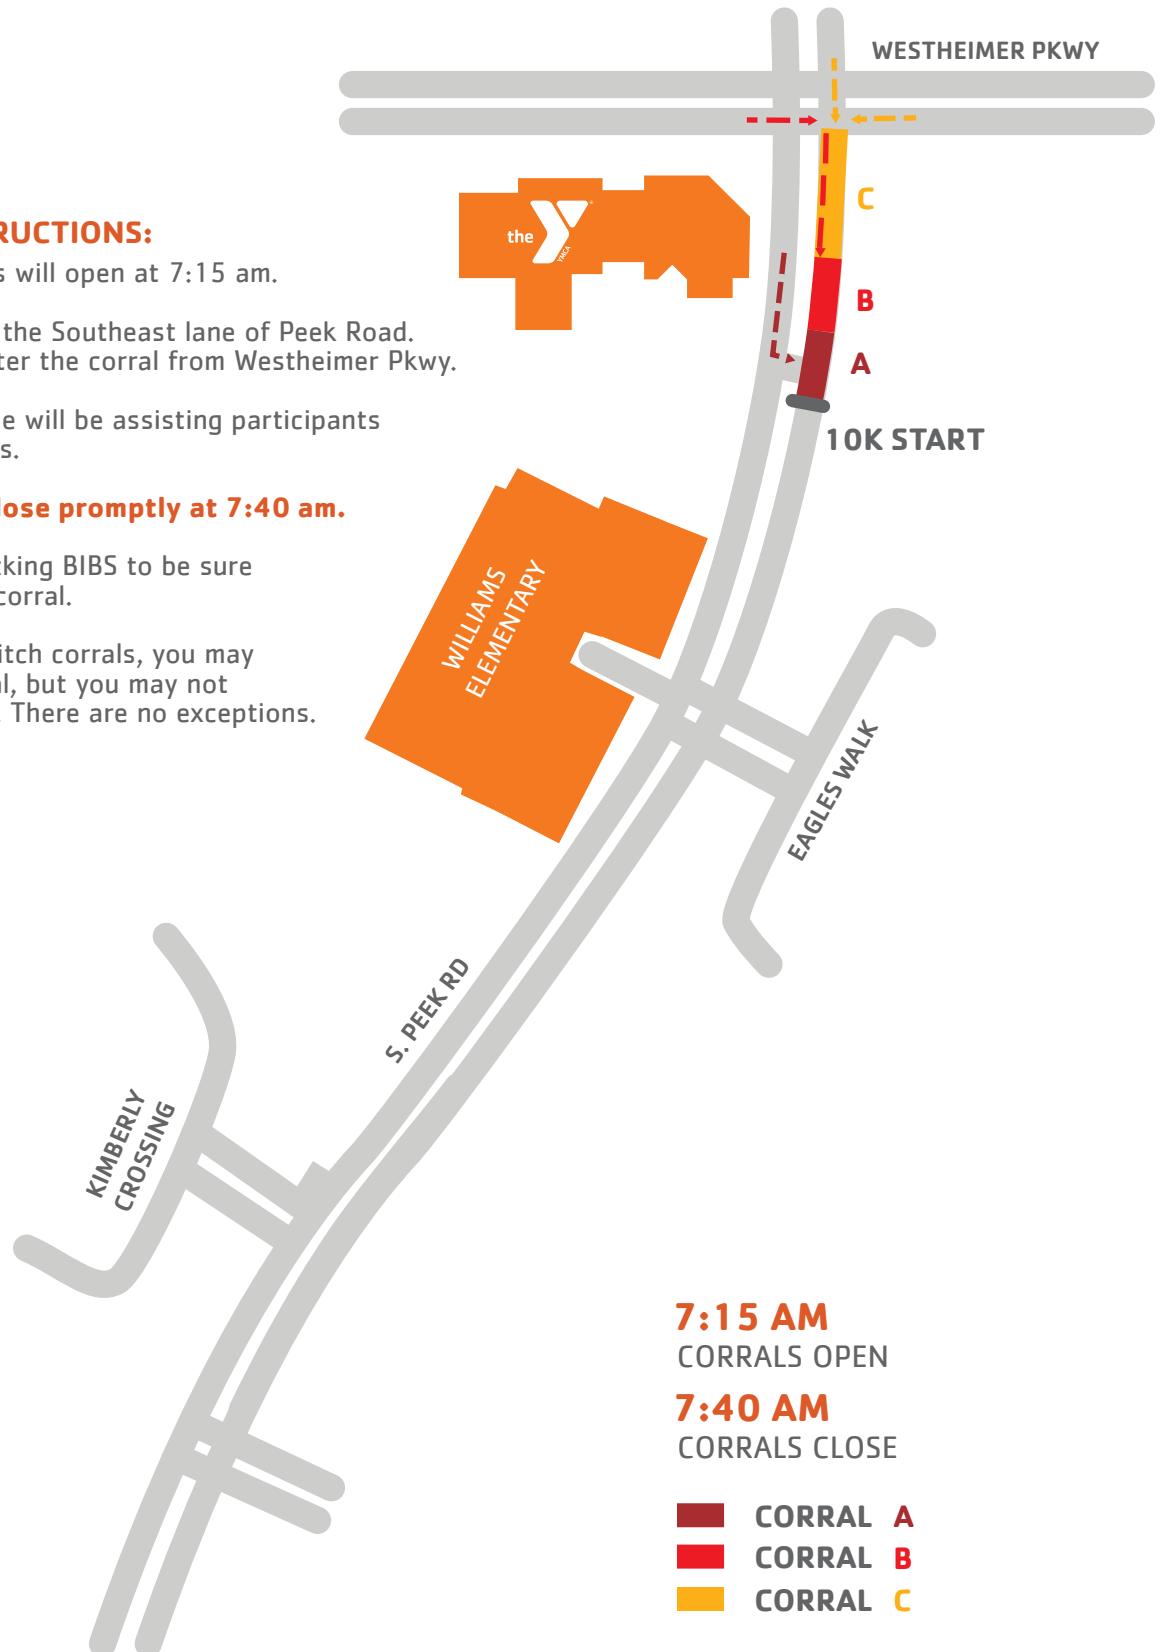 WESTHEIMER PKWY
the
YMCA
C
RUCTIONS:
s will open at 7:15 am.
the Southeast lane of Peek Road.
ter the corral from Westheimer Pkwy.
B
A
e will be assisting participants
s.
10K START
lose promptly at 7:40 am.
king BIBS to be sure
corral.
itch corrals, you may
l, but you may not
. There are no exceptions.
WILLIAMS
ELEMENTARY
EAGLES WALK
S. PEEK RD
KIMBERLY
CROSSING
7:15 AM
CORRALS OPEN
7:40 AM
CORRALS CLOSE
CORRAL A
CORRAL B
CORRAL C